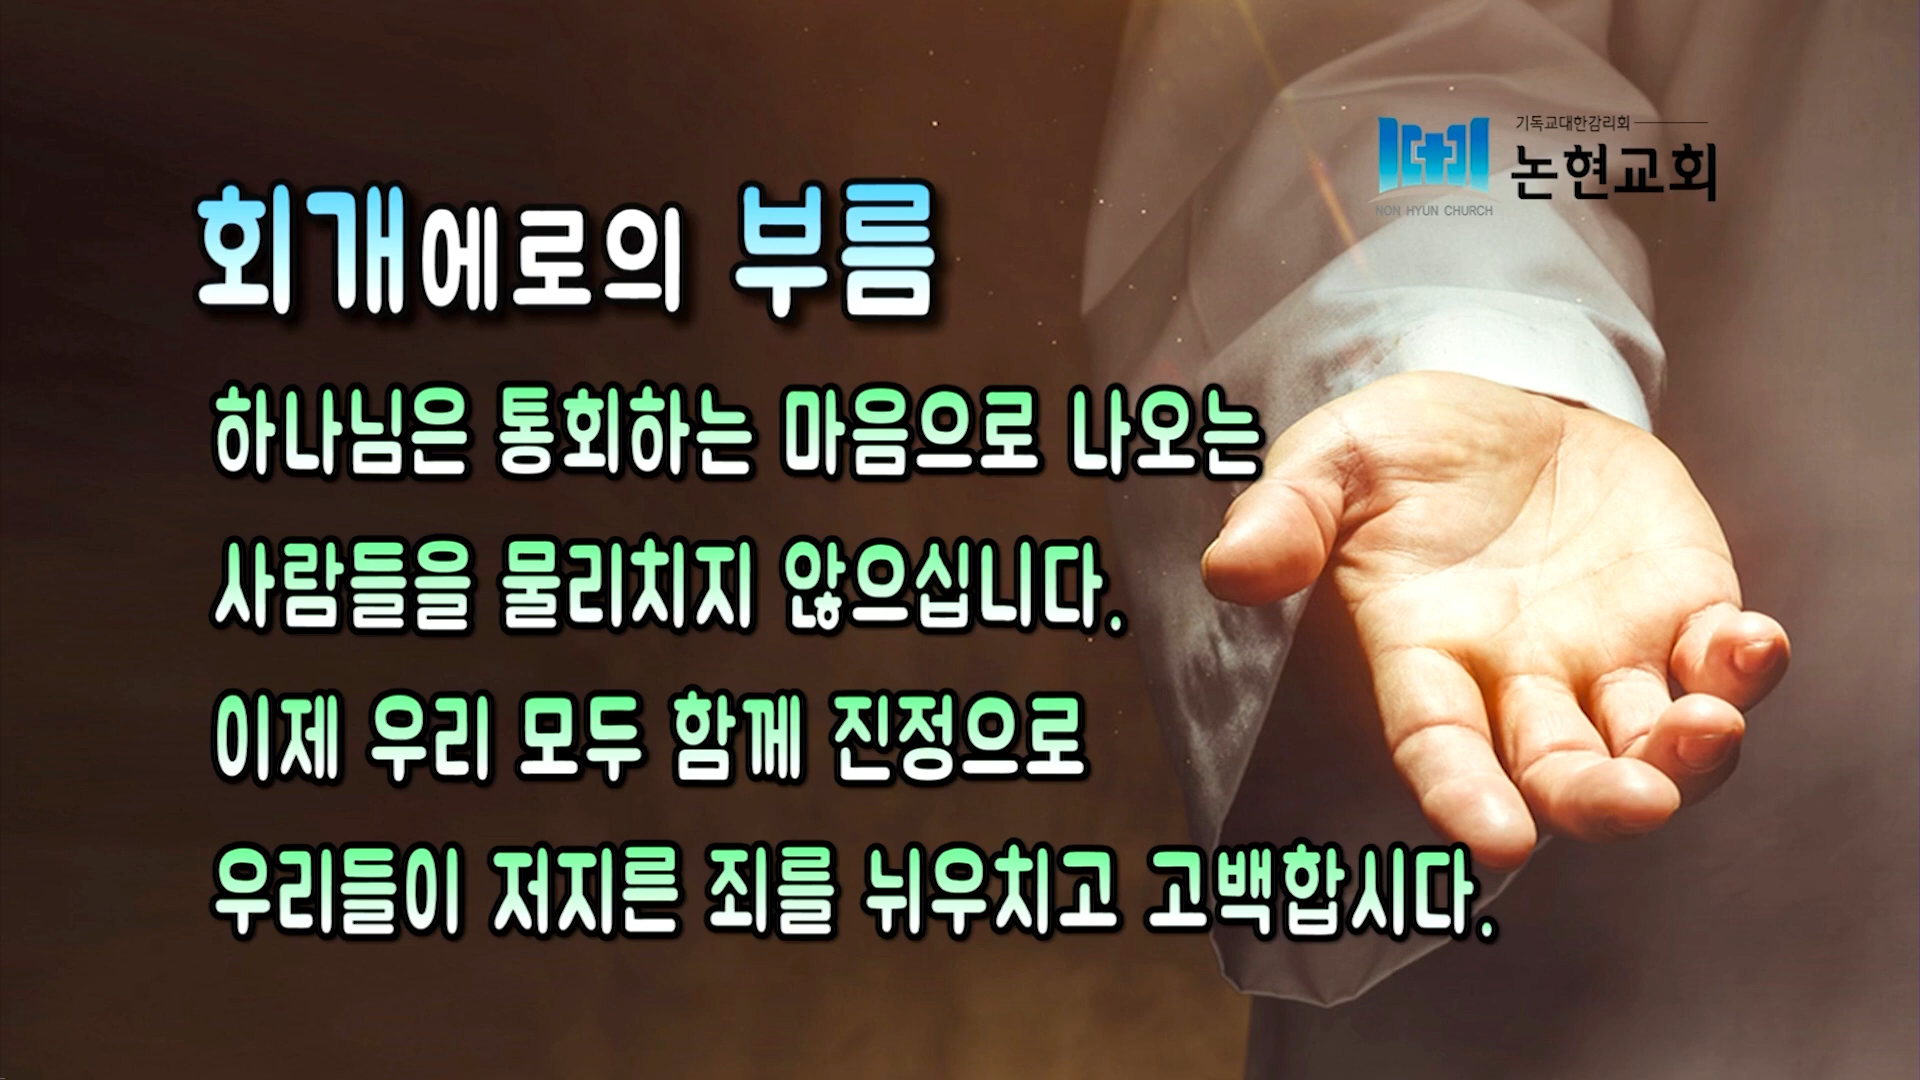 기독교대한감리회
논현교회
NON HYUN CHURCH
회개에로의 부름
하나님은 통회하는 마음으로 나오는
사람들을 물리치지 않으십니다.
이제 우리 모두 함께 진정으로
우리들이 저지른 죄를 뉘우치고 고백합시다.